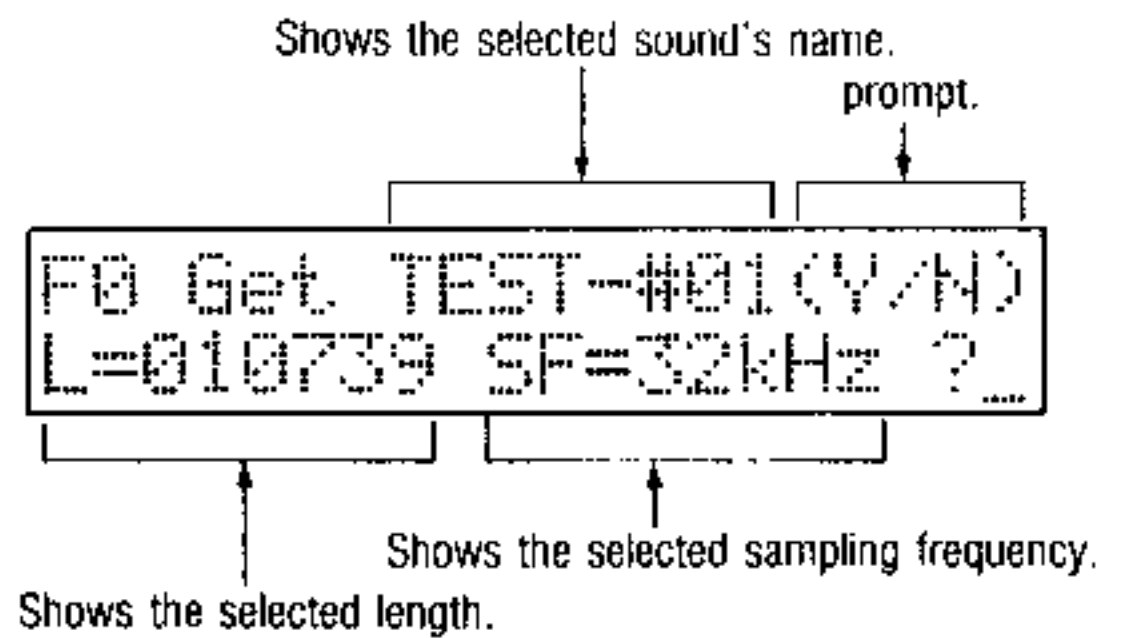 Shows the selected sound's name.
prompt.
F0 Get TEST-#01(Y/N)
L=010739 SF=32kHz ?_
Shows the selected sampling frequency.
Shows the selected length.